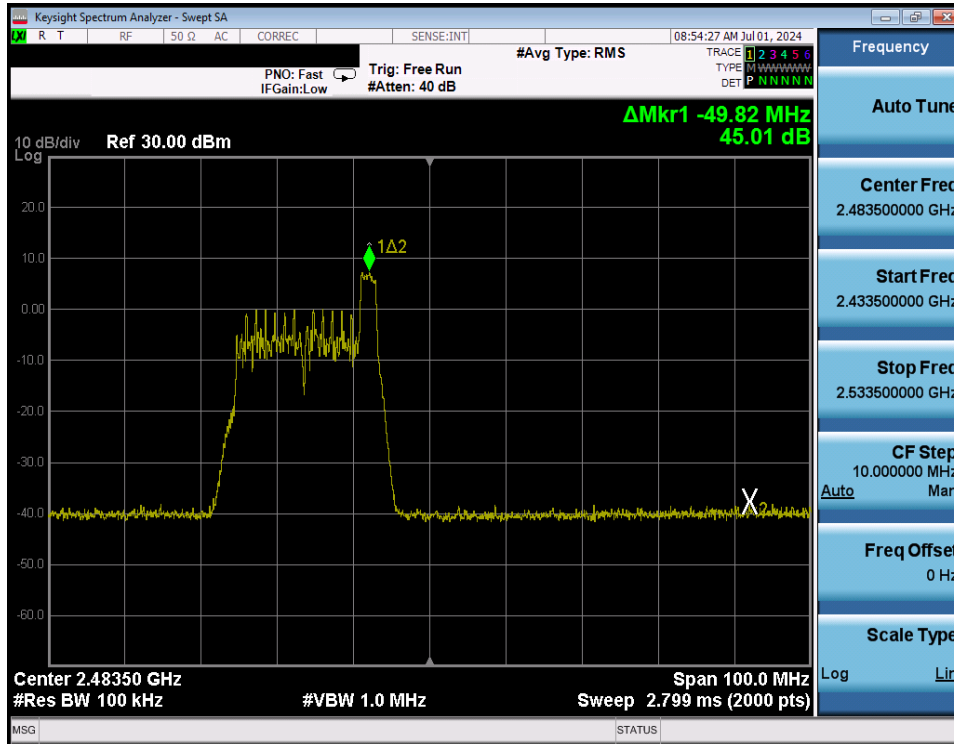 Keysight Spectrum Analyzer - Swept SA
LXI R T RF 50 Ω AC CORREC SENSE:INT 08:54:27 AM Jul 01, 2024
PNO: Fast
IFGain:Low
Trig: Free Run
#Atten: 40 dB
#Avg Type: RMS
TRACE 1 2 3 4 5 6
TYPE M W W W W W
DET P N N N N N
ΔMkr1 -49.82 MHz
45.01 dB
10 dB/div Ref 30.00 dBm
Log
20.0
10.0
0.00
-10.0
-20.0
-30.0
-40.0
-50.0
-60.0
1Δ2
X2
Center 2.48350 GHz Span 100.0 MHz
#Res BW 100 kHz #VBW 1.0 MHz Sweep 2.799 ms (2000 pts)
MSG STATUS
Frequency
Auto Tune
Center Freq
2.483500000 GHz
Start Freq
2.433500000 GHz
Stop Freq
2.533500000 GHz
CF Step
10.000000 MHz
Auto Man
Freq Offset
0 Hz
Scale Type
Log Lin